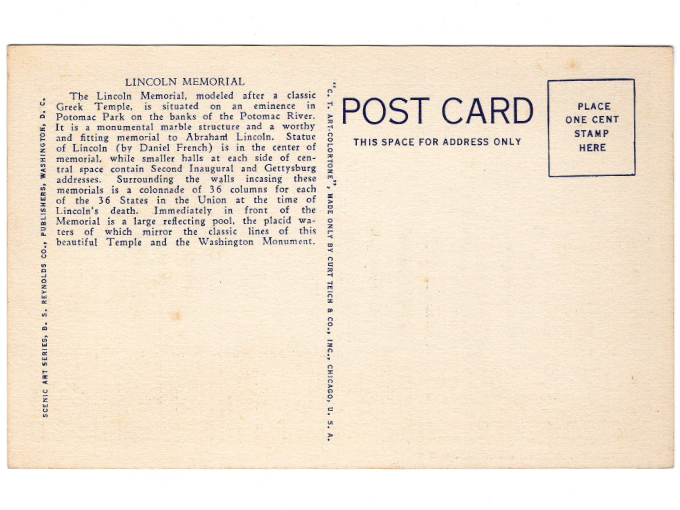 LINCOLN MEMORIAL
The Lincoln Memorial, modeled after a classic
Greek Temple, is situated on an eminence in
Potomac Park on the banks of the Potomac River.
It is a monumental marble structure and a worthy
and fitting memorial to Abraham Lincoln. Statue
of Lincoln (by Daniel French) is in the center of
memorial, while smaller halls at each side of cen-
tral space contain Second Inaugural and Gettysburg
addresses. Surrounding the walls incasing these
memorials is a colonnade of 36 columns for each
of the 36 States in the Union at the time of
Lincoln's death. Immediately in front of the
Memorial is a large reflecting pool, the placid wa-
ters of which mirror the classic lines of this
beautiful Temple and the Washington Monument.
SCENIC ART SERIES, B. S. REYNOLDS CO., PUBLISHERS, WASHINGTON, D. C.
"C. T. ART-COLORTONE", MADE ONLY BY CURT TEICH & CO., INC., CHICAGO, U. S. A.
POST CARD
THIS SPACE FOR ADDRESS ONLY
PLACE
ONE CENT
STAMP
HERE